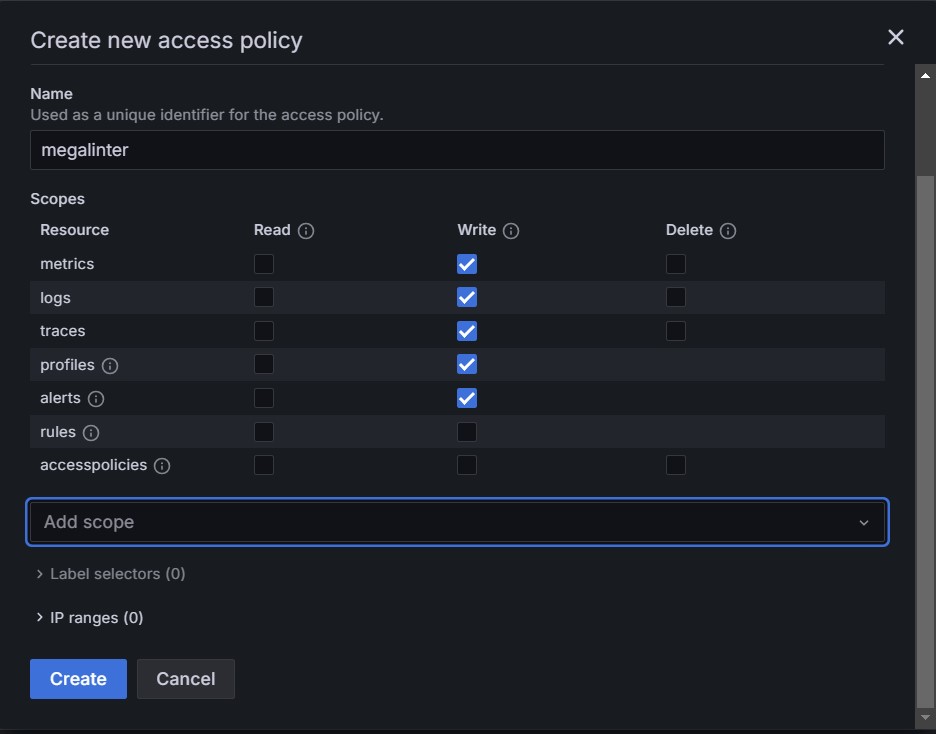 Create new access policy
Name
Used as a unique identifier for the access policy.
megalinter
Scopes
Resource Read Write Delete
metrics
logs
traces
profiles
alerts
rules
accesspolicies
Add scope
Label selectors (0)
IP ranges (0)
Create Cancel